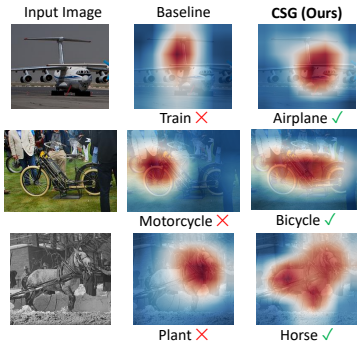 Input Image Baseline CSG (Ours)
Train ✕ Airplane ✓
Motorcycle ✕ Bicycle ✓
Plant ✕ Horse ✓